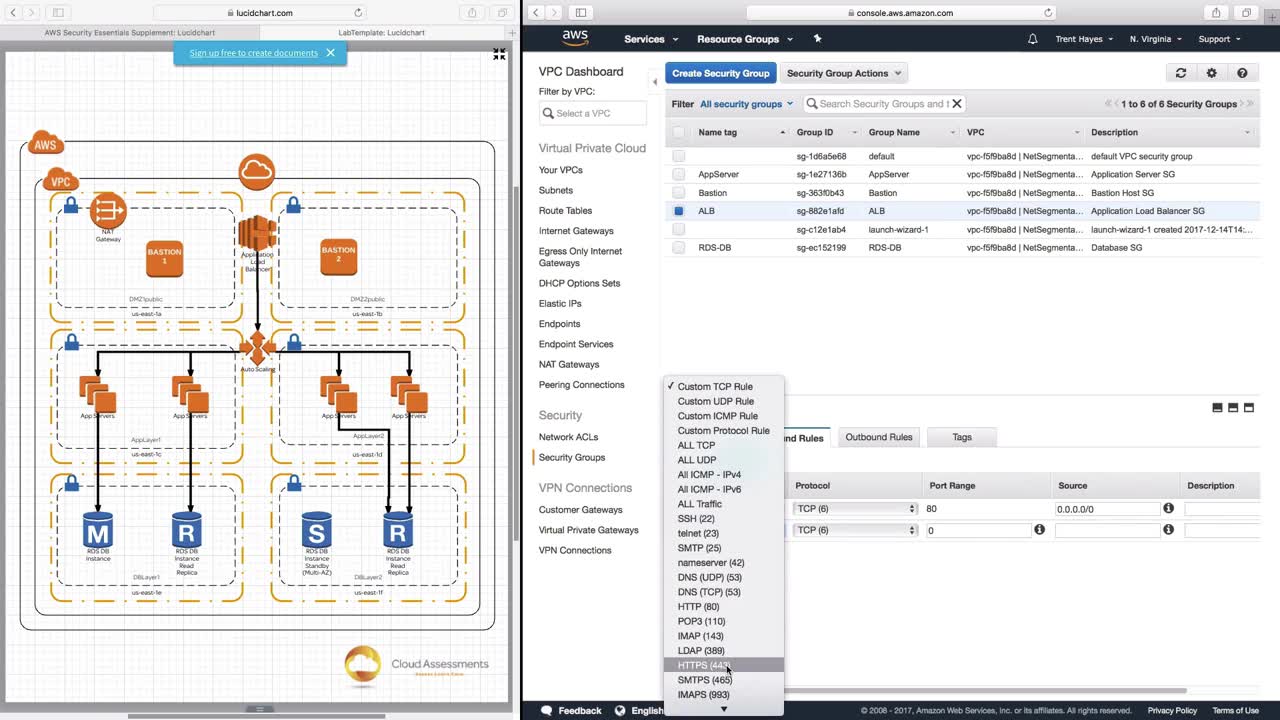 lucidchart.com
AWS Security Essentials Supplement: Lucidchart
LabTemplate: Lucidchart
Sign up free to create documents
AWS
VPC
NAT
Gateway
BASTION
1
Application
Load
Balancer
BASTION
2
DMZ1public
DMZ2public
us-east-1a
us-east-1b
Auto Scaling
App Servers
App Servers
App Servers
App Servers
AppLayer1
AppLayer2
us-east-1c
us-east-1d
M
R
S
R
RDS DB
Instance
RDS DB
Instance
Read
Replica
RDS DB
Instance
Standby
(Multi-AZ)
RDS DB
Instance
Read
Replica
DBLayer1
DBLayer2
us-east-1e
us-east-1f
Cloud Assessments
console.aws.amazon.com
aws
Services
Resource Groups
Trent Hayes
N. Virginia
Support
VPC Dashboard
Filter by VPC:
Select a VPC
Virtual Private Cloud
Your VPCs
Subnets
Route Tables
Internet Gateways
Egress Only Internet
Gateways
DHCP Options Sets
Elastic IPs
Endpoints
Endpoint Services
NAT Gateways
Peering Connections
Security
Network ACLs
Security Groups
VPN Connections
Customer Gateways
Virtual Private Gateways
VPN Connections
Create Security Group
Security Group Actions
Filter All security groups
Search Security Groups and
1 to 6 of 6 Security Groups
Name tag Group ID Group Name VPC Description
sg-1d6a5e68 default vpc-f5f9ba8d | NetSegmenta... default VPC security group
AppServer sg-1e27136b AppServer vpc-f5f9ba8d | NetSegmenta... Application Server SG
Bastion sg-363f0b43 Bastion vpc-f5f9ba8d | NetSegmenta... Bastion Host SG
ALB sg-882e1afd ALB vpc-f5f9ba8d | NetSegmenta... Application Load Balancer SG
sg-c12e1ab4 launch-wizard-1 vpc-f5f9ba8d | NetSegmenta... launch-wizard-1 created 2017-12-14T14:...
RDS-DB sg-ec152199 RDS-DB vpc-f5f9ba8d | NetSegmenta... Database SG
Custom TCP Rule
Custom UDP Rule
Custom ICMP Rule
Custom Protocol Rule
ALL TCP
ALL UDP
All ICMP - IPv4
All ICMP - IPv6
ALL Traffic
SSH (22)
telnet (23)
SMTP (25)
nameserver (42)
DNS (UDP) (53)
DNS (TCP) (53)
HTTP (80)
POP3 (110)
IMAP (143)
LDAP (389)
HTTPS (443)
SMTPS (465)
IMAPS (993)
nd Rules
Outbound Rules
Tags
Protocol Port Range Source Description
TCP (6) 80 0.0.0.0/0
TCP (6) 0
Feedback
English
© 2008 - 2017, Amazon Web Services, Inc. or its affiliates. All rights reserved.
Privacy Policy
Terms of Use